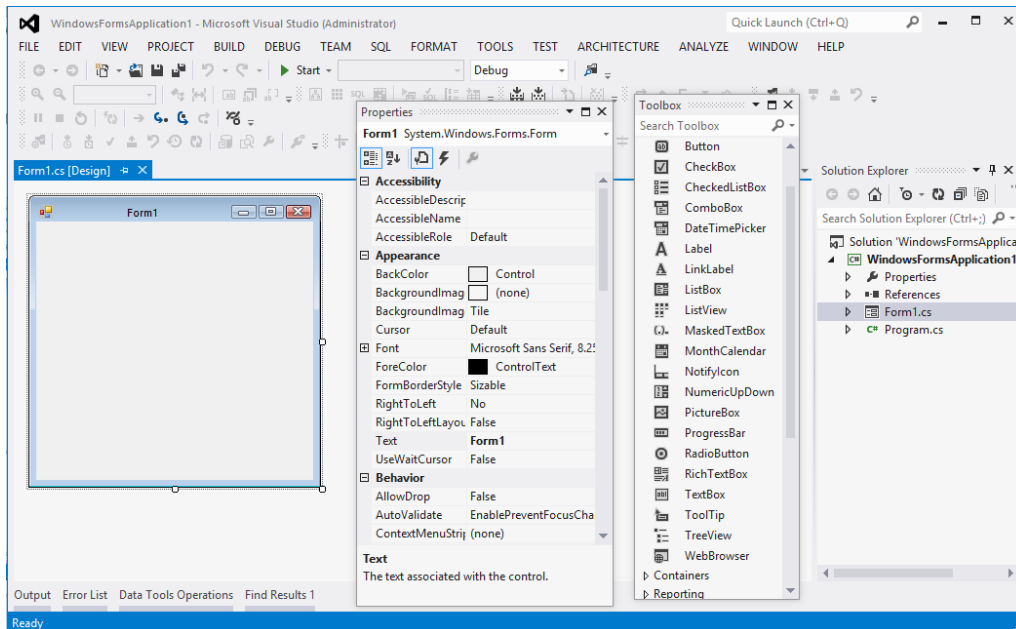 WindowsFormsApplication1 - Microsoft Visual Studio (Administrator)
Quick Launch (Ctrl+Q)
FILE EDIT VIEW PROJECT BUILD DEBUG TEAM SQL FORMAT TOOLS TEST ARCHITECTURE ANALYZE WINDOW HELP
Start
Debug
Form1.cs [Design]
Form1
Properties
Form1 System.Windows.Forms.Form
Accessibility
AccessibleDescrip
AccessibleName
AccessibleRole Default
Appearance
BackColor Control
BackgroundImag (none)
BackgroundImag Tile
Cursor Default
Font Microsoft Sans Serif, 8.25
ForeColor ControlText
FormBorderStyle Sizable
RightToLeft No
RightToLeftLayou False
Text Form1
UseWaitCursor False
Behavior
AllowDrop False
AutoValidate EnablePreventFocusCha
ContextMenuStrip (none)
Text
The text associated with the control.
Toolbox
Search Toolbox
Button
CheckBox
CheckedListBox
ComboBox
DateTimePicker
Label
LinkLabel
ListBox
ListView
MaskedTextBox
MonthCalendar
NotifyIcon
NumericUpDown
PictureBox
ProgressBar
RadioButton
RichTextBox
TextBox
ToolTip
TreeView
WebBrowser
Containers
Reporting
Solution Explorer
Search Solution Explorer (Ctrl+;)
Solution 'WindowsFormsApplica
WindowsFormsApplication1
Properties
References
Form1.cs
C# Program.cs
Output Error List Data Tools Operations Find Results 1
Ready